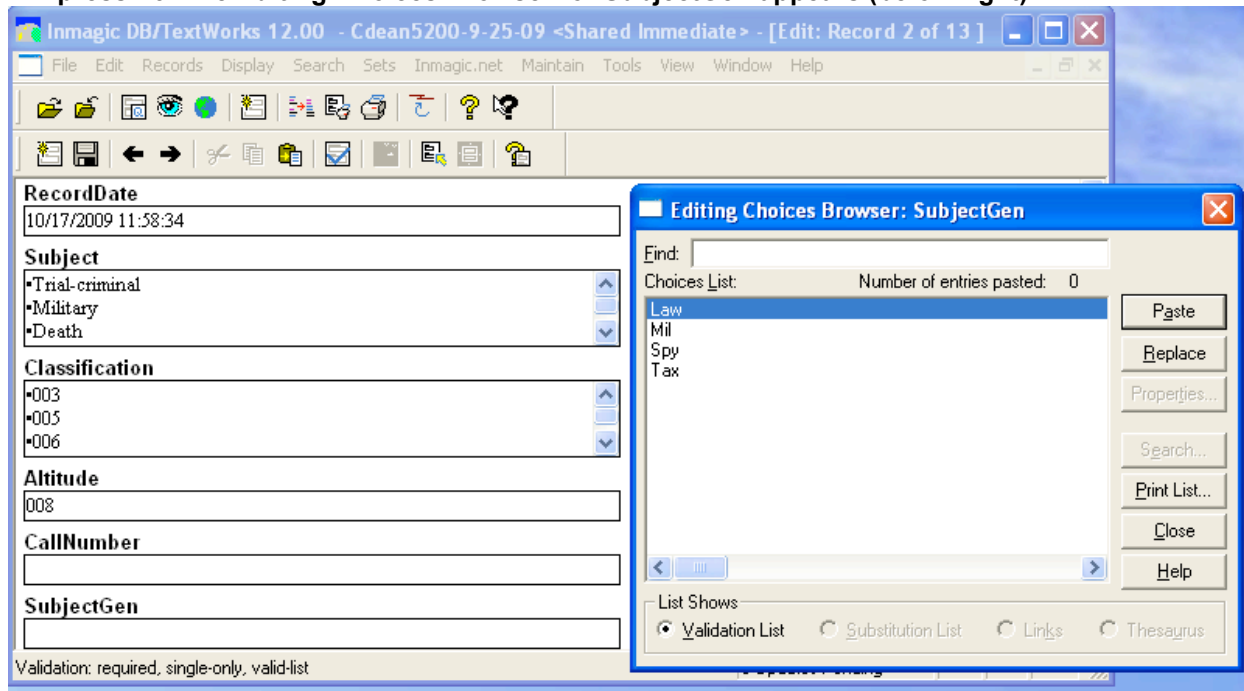 Inmagic DB/TextWorks 12.00 - Cdean5200-9-25-09 <Shared Immediate> - [Edit: Record 2 of 13 ]
File Edit Records Display Search Sets Inmagic.net Maintain Tools View Window Help
RecordDate
10/17/2009 11:58:34
Subject
▪Trial-criminal
▪Military
▪Death
Classification
▪003
▪005
▪006
Altitude
008
CallNumber
SubjectGen
Validation: required, single-only, valid-list
Editing Choices Browser: SubjectGen
Find:
Choices List: Number of entries pasted: 0
Law
Mil
Spy
Tax
Paste
Replace
Properties...
Search...
Print List...
Close
Help
List Shows
Validation List Substitution List Links Thesaurus